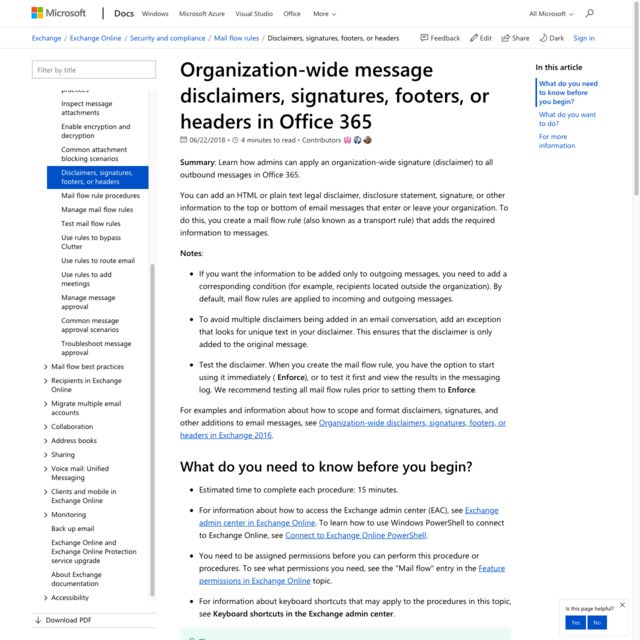 Microsoft
Docs
Windows
Microsoft Azure
Visual Studio
Office
More
All Microsoft
Exchange / Exchange Online / Security and compliance / Mail flow rules / Disclaimers, signatures, footers, or headers
Feedback
Edit
Share
Dark
Sign in
Filter by title
practices
Inspect message
attachments
Enable encryption and
decryption
Common attachment
blocking scenarios
Disclaimers, signatures,
footers, or headers
Mail flow rule procedures
Manage mail flow rules
Test mail flow rules
Use rules to bypass
Clutter
Use rules to route email
Use rules to add
meetings
Manage message
approval
Common message
approval scenarios
Troubleshoot message
approval
Mail flow best practices
Recipients in Exchange
Online
Migrate multiple email
accounts
Collaboration
Address books
Sharing
Voice mail: Unified
Messaging
Clients and mobile in
Exchange Online
Monitoring
Back up email
Exchange Online and
Exchange Online Protection
service upgrade
About Exchange
documentation
Accessibility
Download PDF
Organization-wide message
disclaimers, signatures, footers, or
headers in Office 365
06/22/2018 • 4 minutes to read • Contributors
Summary: Learn how admins can apply an organization-wide signature (disclaimer) to all
outbound messages in Office 365.
You can add an HTML or plain text legal disclaimer, disclosure statement, signature, or other
information to the top or bottom of email messages that enter or leave your organization. To
do this, you create a mail flow rule (also known as a transport rule) that adds the required
information to messages.
Notes:
• If you want the information to be added only to outgoing messages, you need to add a
corresponding condition (for example, recipients located outside the organization). By
default, mail flow rules are applied to incoming and outgoing messages.
• To avoid multiple disclaimers being added in an email conversation, add an exception
that looks for unique text in your disclaimer. This ensures that the disclaimer is only
added to the original message.
• Test the disclaimer. When you create the mail flow rule, you have the option to start
using it immediately ( Enforce), or to test it first and view the results in the messaging
log. We recommend testing all mail flow rules prior to setting them to Enforce.
For examples and information about how to scope and format disclaimers, signatures, and
other additions to email messages, see Organization-wide disclaimers, signatures, footers, or
headers in Exchange 2016.
What do you need to know before you begin?
• Estimated time to complete each procedure: 15 minutes.
• For information about how to access the Exchange admin center (EAC), see Exchange
admin center in Exchange Online. To learn how to use Windows PowerShell to connect
to Exchange Online, see Connect to Exchange Online PowerShell.
• You need to be assigned permissions before you can perform this procedure or
procedures. To see what permissions you need, see the "Mail flow" entry in the Feature
permissions in Exchange Online topic.
• For information about keyboard shortcuts that may apply to the procedures in this topic,
see Keyboard shortcuts in the Exchange admin center.
In this article
What do you need
to know before
you begin?
What do you want
to do?
For more
information
Is this page helpful?
Yes
No